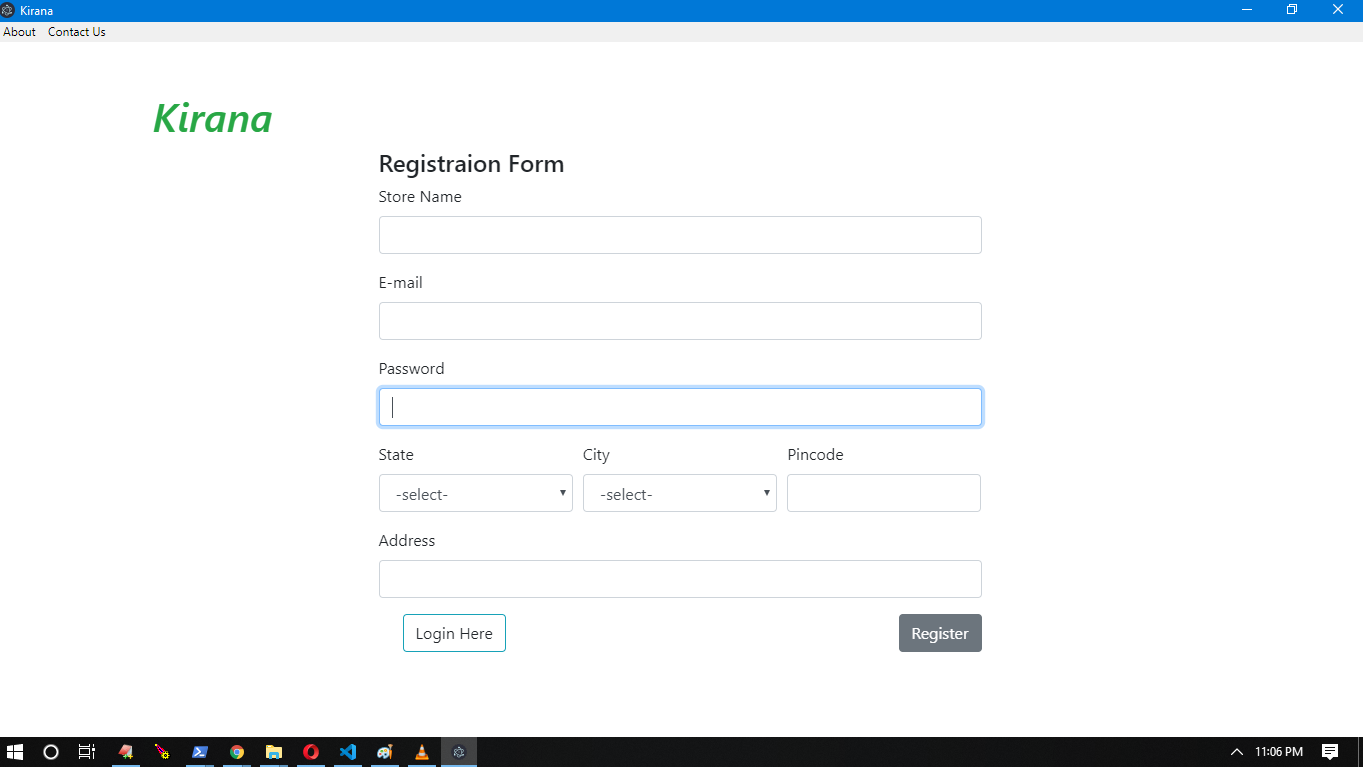 Kirana
About Contact Us
Kirana
Registraion Form
Store Name
E-mail
Password
State City Pincode
-select- -select-
Address
Login Here Register
11:06 PM